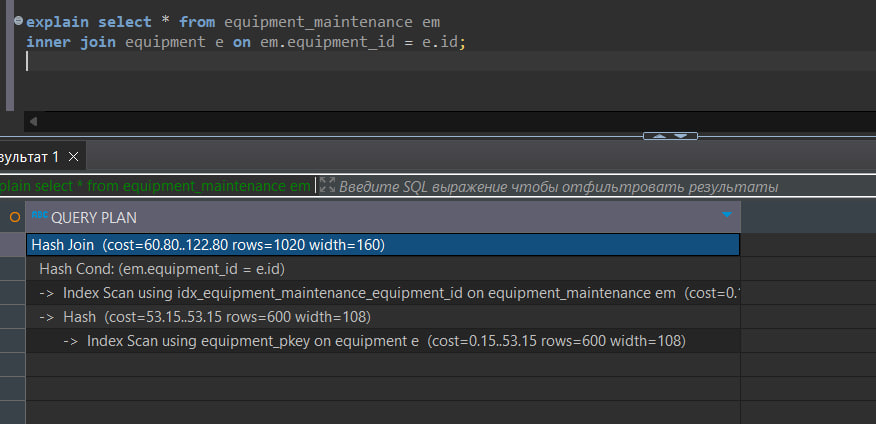 explain select * from equipment_maintenance em
inner join equipment e on em.equipment_id = e.id;
зультат 1
plain select * from equipment_maintenance em Введите SQL выражение чтобы отфильтровать результаты
ABC QUERY PLAN
Hash Join (cost=60.80..122.80 rows=1020 width=160)
Hash Cond: (em.equipment_id = e.id)
-> Index Scan using idx_equipment_maintenance_equipment_id on equipment_maintenance em (cost=0.1
-> Hash (cost=53.15..53.15 rows=600 width=108)
-> Index Scan using equipment_pkey on equipment e (cost=0.15..53.15 rows=600 width=108)